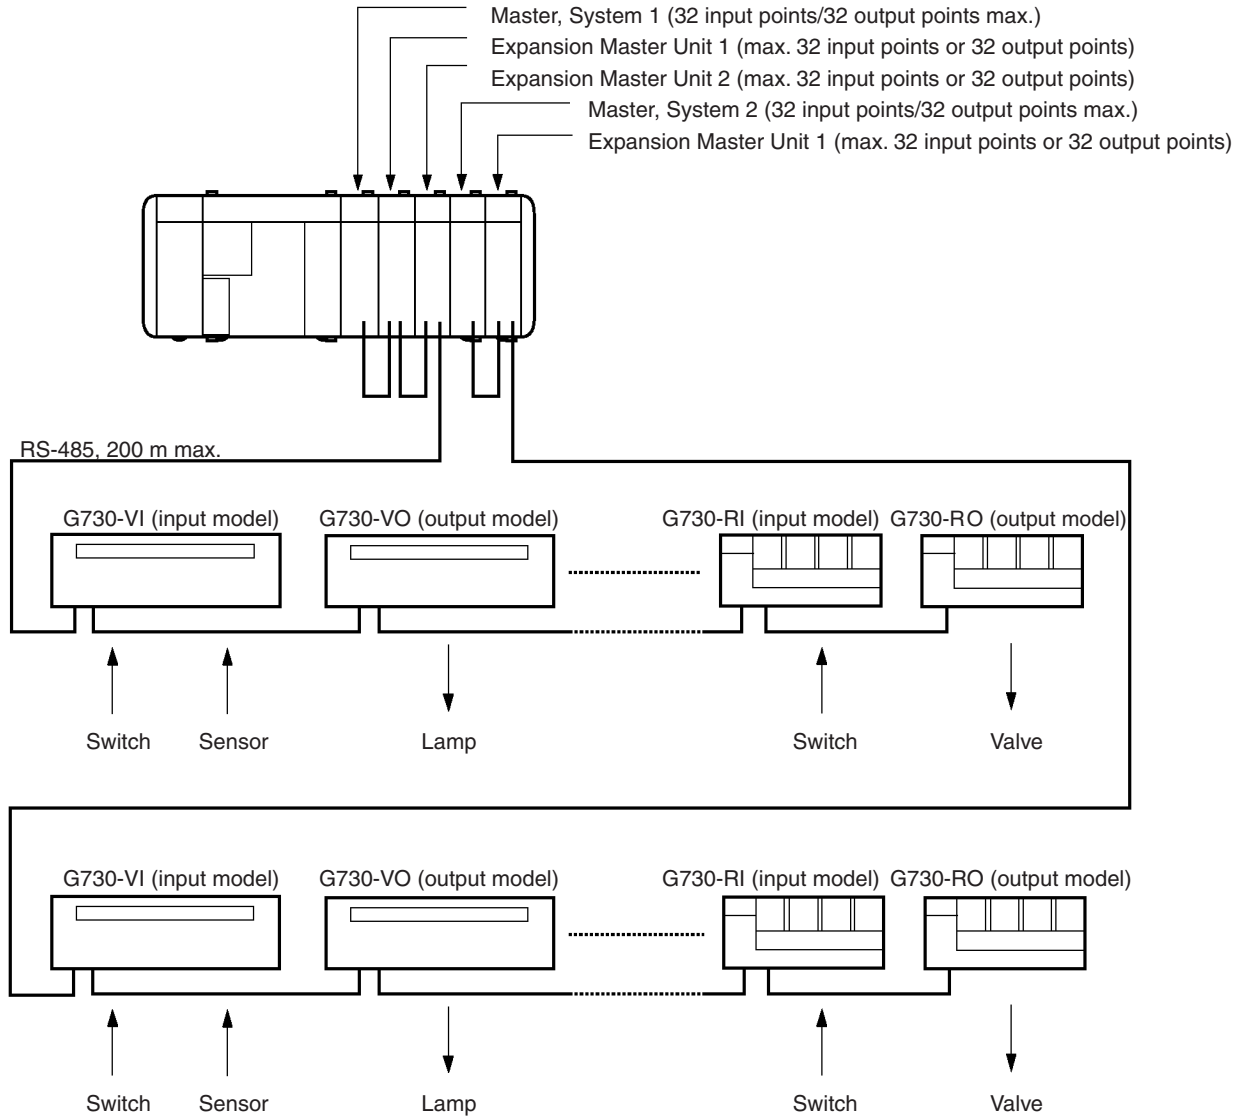 Master, System 1 (32 input points/32 output points max.)
Expansion Master Unit 1 (max. 32 input points or 32 output points)
Expansion Master Unit 2 (max. 32 input points or 32 output points)
Master, System 2 (32 input points/32 output points max.)
Expansion Master Unit 1 (max. 32 input points or 32 output points)
RS-485, 200 m max.
G730-VI (input model) G730-VO (output model) G730-RI (input model) G730-RO (output model)
Switch Sensor Lamp Switch Valve
G730-VI (input model) G730-VO (output model) G730-RI (input model) G730-RO (output model)
Switch Sensor Lamp Switch Valve